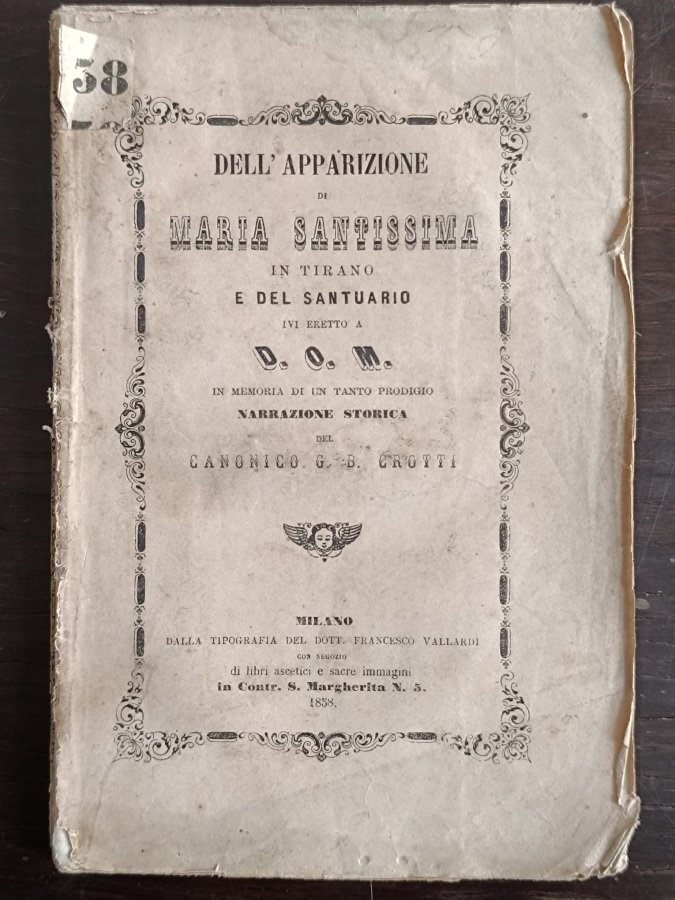 58
DELL' APPARIZIONE
DI
MARIA SANTISSIMA
IN TIRANO
E DEL SANTUARIO
IVI ERETTO A
D. O. M.
IN MEMORIA DI UN TANTO PRODIGIO
NARRAZIONE STORICA
DEL
CANONICO G. B. CROTTI
MILANO
DALLA TIPOGRAFIA DEL DOTT. FRANCESCO VALLARDI
CON NEGOZIO
di libri ascetici e sacre immagini
in Contr. S. Margherita N. 5.
1858.